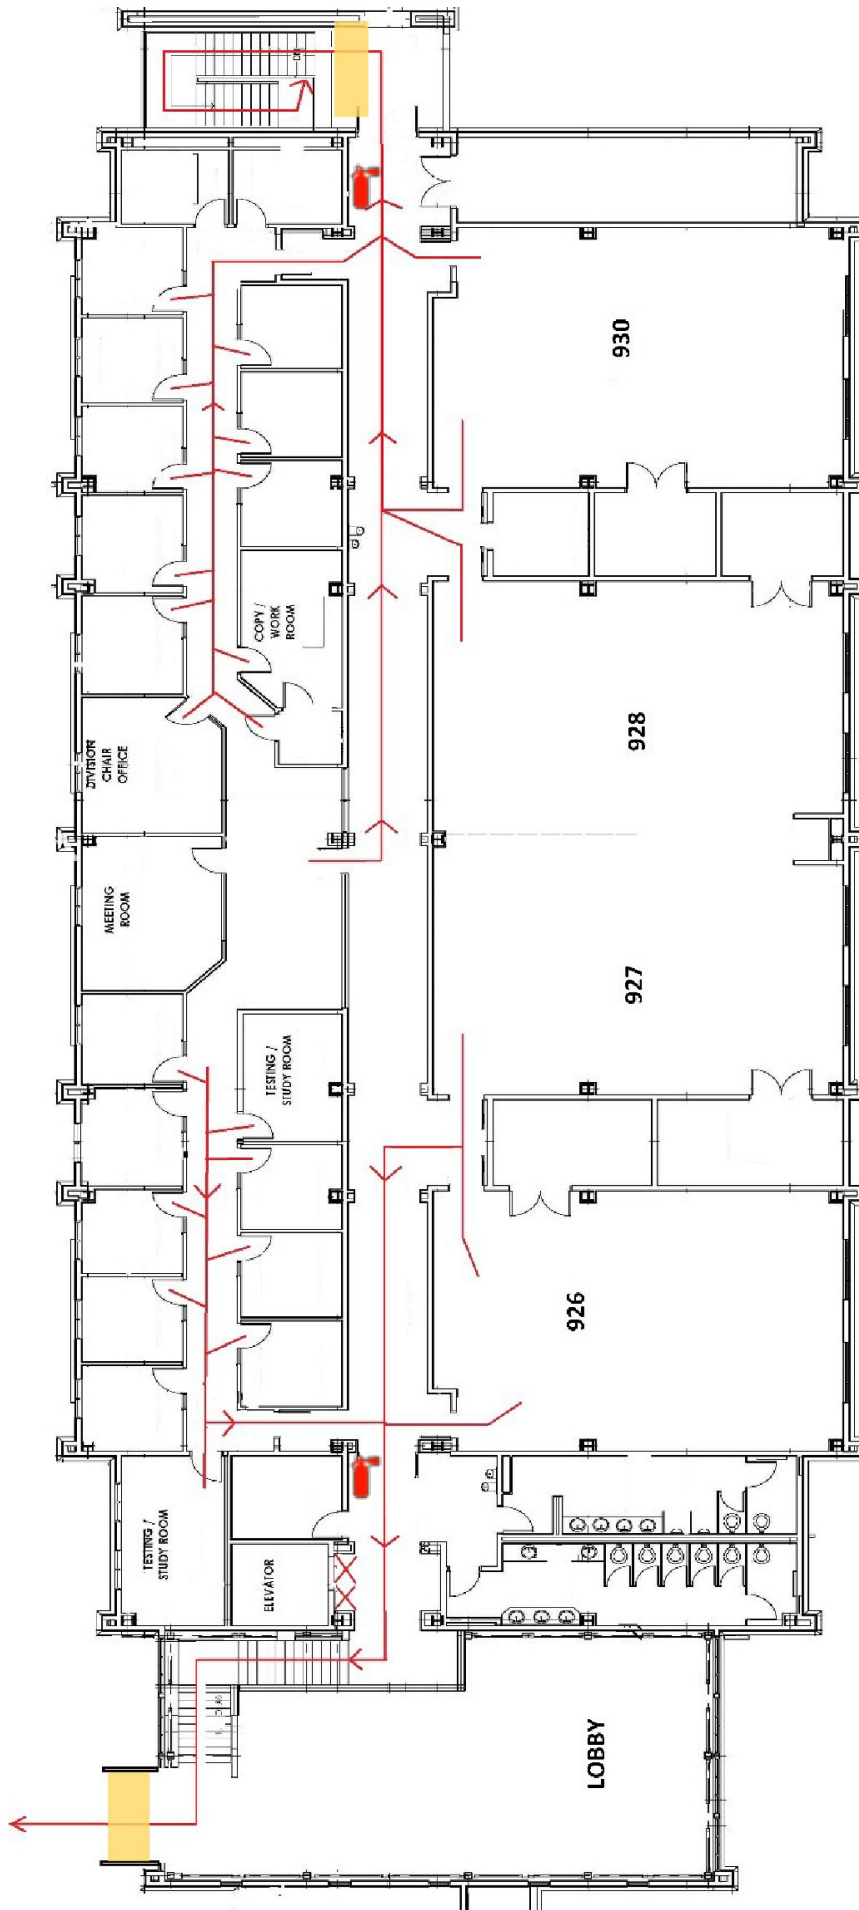 DN
930
COPY /
WORK
ROOM
DIVISION
CHAIR
OFFICE
928
MEETING
ROOM
927
TESTING /
STUDY ROOM
926
TESTING /
STUDY ROOM
ELEVATOR
LOBBY